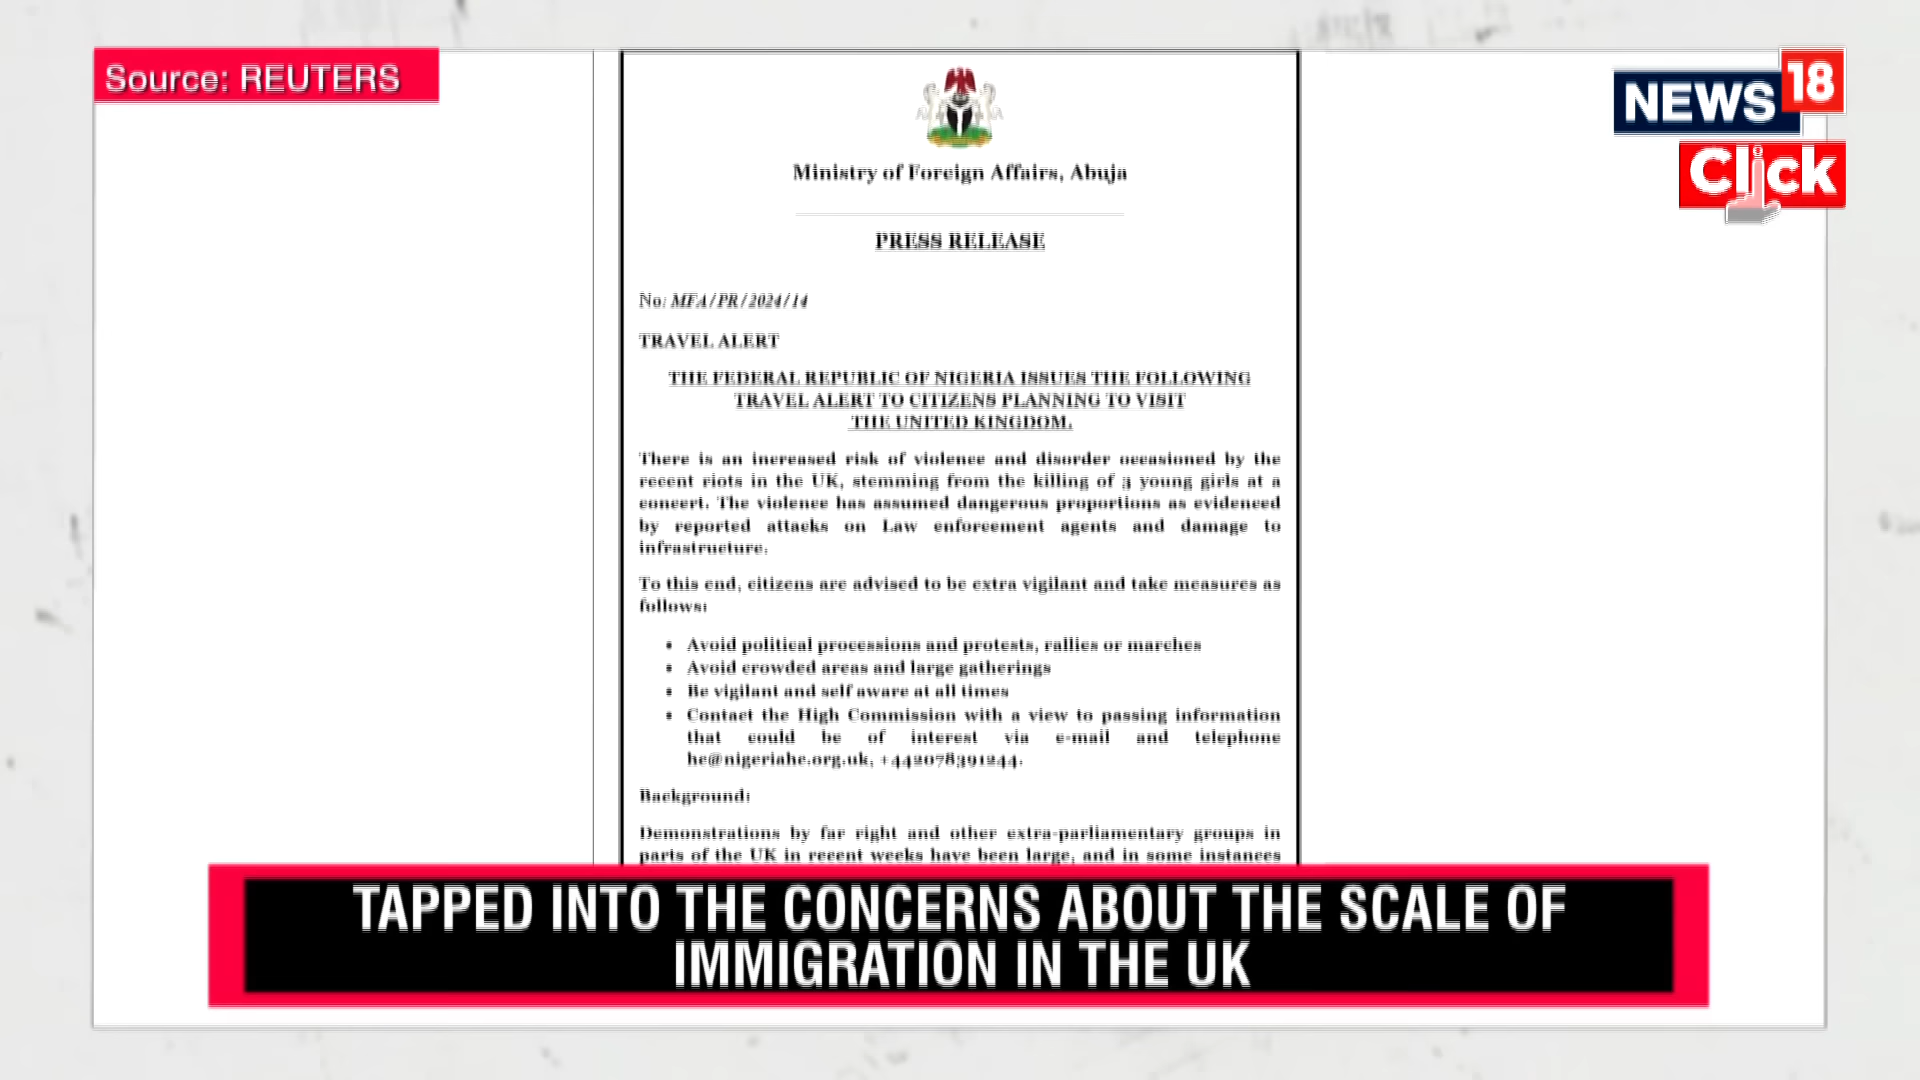 Source: REUTERS
NEWS
18
Click
Ministry of Foreign Affairs, Abuja
PRESS RELEASE
No: MFA/PR/2024/14
TRAVEL ALERT
THE FEDERAL REPUBLIC OF NIGERIA ISSUES THE FOLLOWING
TRAVEL ALERT TO CITIZENS PLANNING TO VISIT
THE UNITED KINGDOM.
There is an increased risk of violence and disorder occasioned by the
recent riots in the UK, stemming from the killing of 3 young girls at a
concert. The violence has assumed dangerous proportions as evidenced
by reported attacks on Law enforcement agents and damage to
infrastructure.
To this end, citizens are advised to be extra vigilant and take measures as
follows:
• Avoid political processions and protests, rallies or marches
• Avoid crowded areas and large gatherings
• Be vigilant and self aware at all times
• Contact the High Commission with a view to passing information
that could be of interest via e-mail and telephone
hc@nigeriahc.org.uk, +442078391244.
Background:
Demonstrations by far right and other extra-parliamentary groups in
parts of the UK in recent weeks have been large, and in some instances
TAPPED INTO THE CONCERNS ABOUT THE SCALE OF
IMMIGRATION IN THE UK